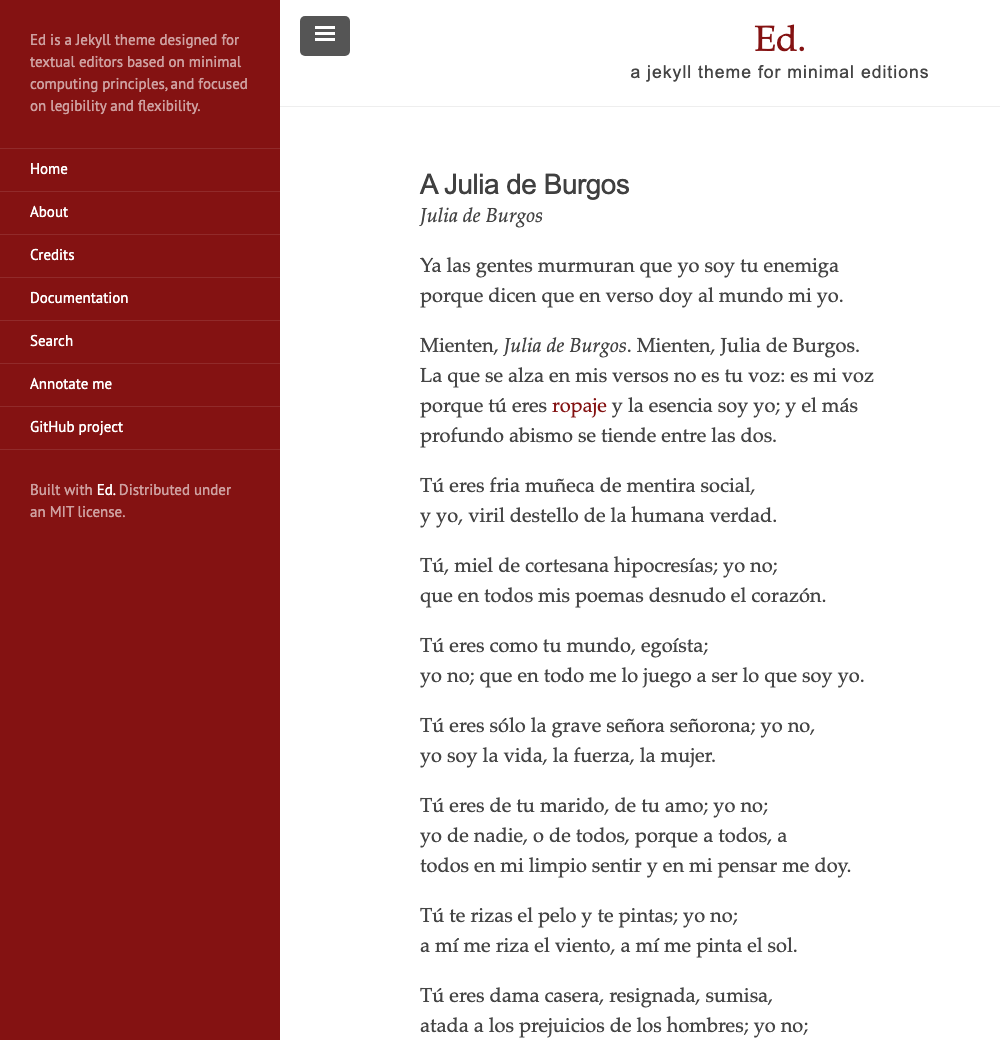 Ed is a Jekyll theme designed for
textual editors based on minimal
computing principles, and focused
on legibility and flexibility.
Home
About
Credits
Documentation
Search
Annotate me
GitHub project
Built with Ed. Distributed under
an MIT license.
Ed.
a jekyll theme for minimal editions
A Julia de Burgos
Julia de Burgos
Ya las gentes murmuran que yo soy tu enemiga
porque dicen que en verso doy al mundo mi yo.
Mienten, Julia de Burgos. Mienten, Julia de Burgos.
La que se alza en mis versos no es tu voz: es mi voz
porque tú eres ropaje y la esencia soy yo; y el más
profundo abismo se tiende entre las dos.
Tú eres fria muñeca de mentira social,
y yo, viril destello de la humana verdad.
Tú, miel de cortesana hipocresías; yo no;
que en todos mis poemas desnudo el corazón.
Tú eres como tu mundo, egoísta;
yo no; que en todo me lo juego a ser lo que soy yo.
Tú eres sólo la grave señora señorona; yo no,
yo soy la vida, la fuerza, la mujer.
Tú eres de tu marido, de tu amo; yo no;
yo de nadie, o de todos, porque a todos, a
todos en mi limpio sentir y en mi pensar me doy.
Tú te rizas el pelo y te pintas; yo no;
a mí me riza el viento, a mí me pinta el sol.
Tú eres dama casera, resignada, sumisa,
atada a los prejuicios de los hombres; yo no;